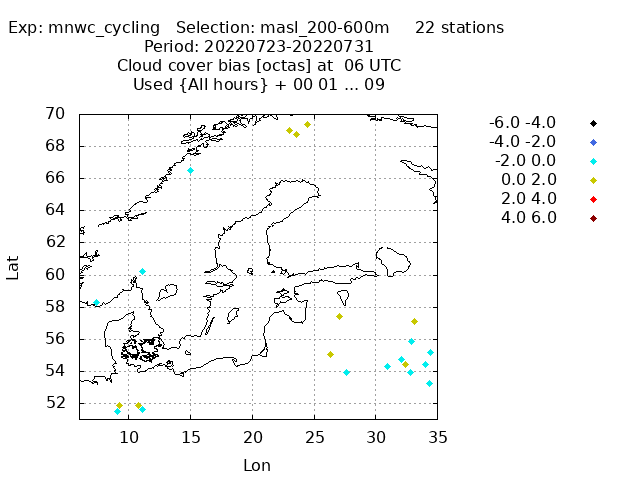 Exp: mnwc_cycling Selection: masl_200-600m 22 stations
Period: 20220723-20220731
Cloud cover bias [octas] at 06 UTC
Used {All hours} + 00 01 ... 09
-6.0 -4.0
-4.0 -2.0
-2.0 0.0
0.0 2.0
2.0 4.0
4.0 6.0
70
68
66
64
62
60
58
56
54
52
Lat
10 15 20 25 30 35
Lon